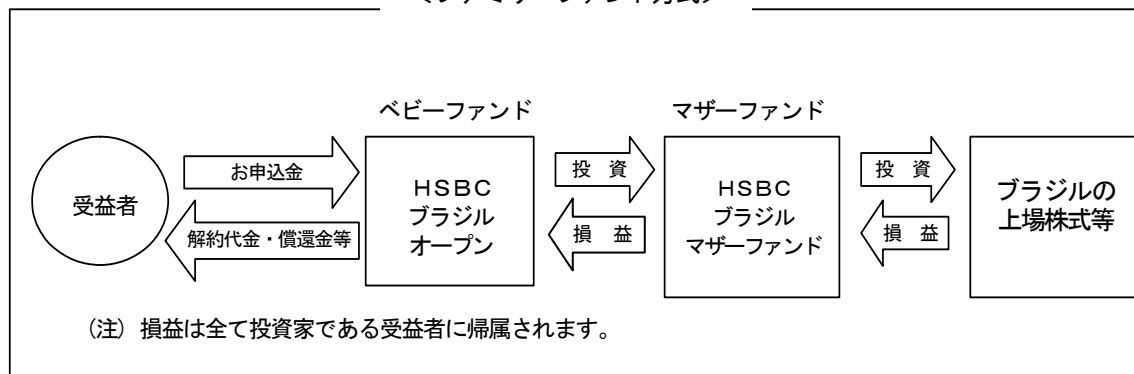 ベビーファンド
マザーファンド
受益者
お申込金
解約代金・償還金等
HSBC
ブラジル
オープン
投 資
損 益
HSBC
ブラジル
マザーファンド
投 資
損 益
ブラジルの
上場株式等
(注) 損益は全て投資家である受益者に帰属されます。